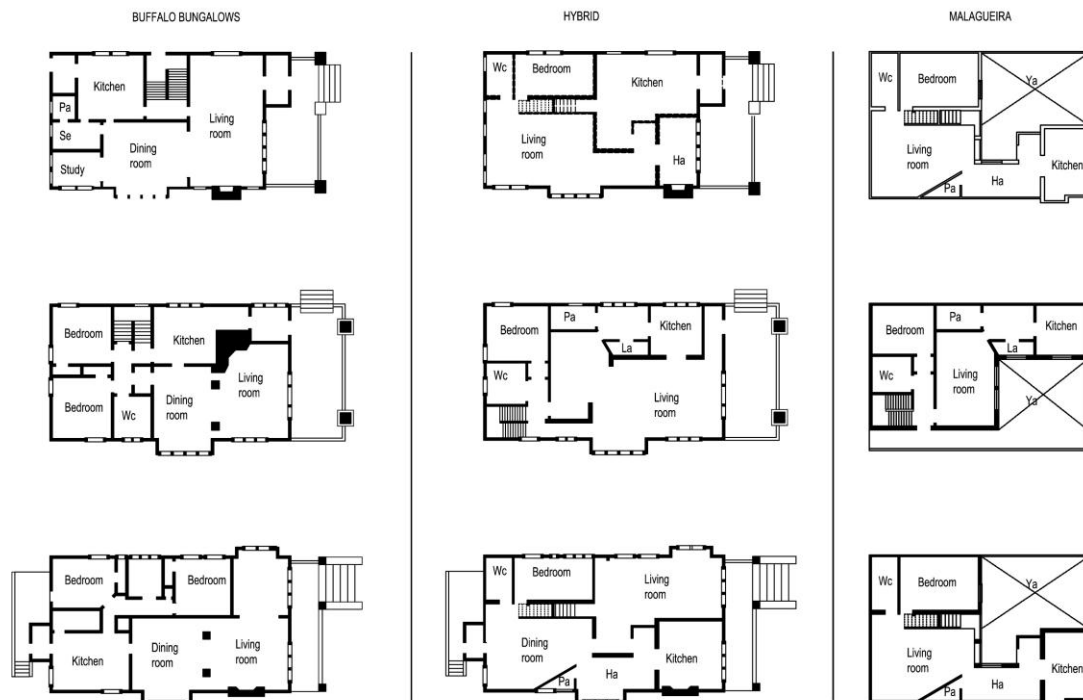 BUFFALO BUNGALOWS
HYBRID
MALAGUEIRA
Kitchen
Pa
Se
Study
Dining
room
Living
room
Wc
Bedroom
Kitchen
Living
room
Ha
Wc
Bedroom
Ya
Living
room
Pa
Ha
Kitchen
Bedroom
Kitchen
Bedroom
Wc
Dining
room
Living
room
Bedroom
Pa
Kitchen
La
Wc
Living
room
Bedroom
Pa
Kitchen
La
Wc
Living
room
Ya
Bedroom
Bedroom
Kitchen
Dining
room
Living
room
Wc
Bedroom
Living
room
Dining
room
Pa
Ha
Kitchen
Wc
Bedroom
Ya
Living
room
Pa
Ha
Kitchen